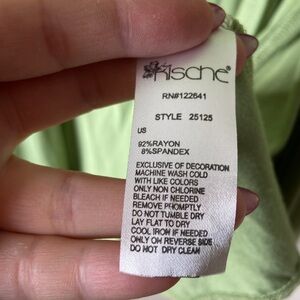 Kische®
RN#122641
STYLE 25125
US
92%RAYON
8%SPANDEX
EXCLUSIVE OF DECORATION
MACHINE WASH COLD
WITH LIKE COLORS
ONLY NON CHLORINE
BLEACH IF NEEDED
REMOVE PROMPTLY
DO NOT TUMBLE DRY
LAY FLAT TO DRY
COOL IRON IF NEEDED
ONLY ON REVERSE SIDE
DO NOT DRY CLEAN